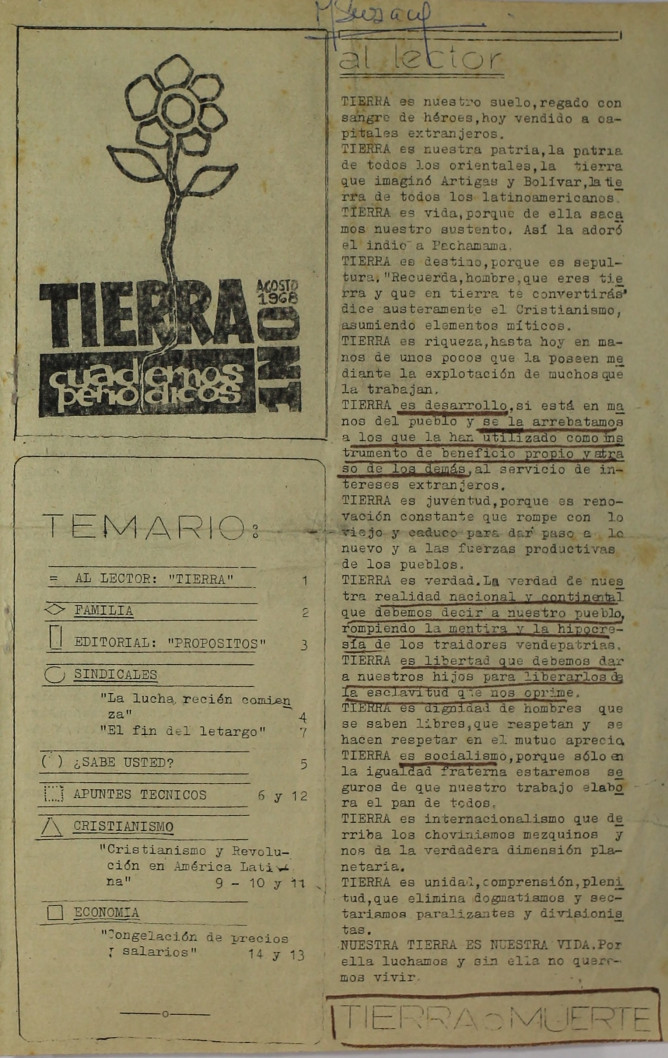 TIERRA
AGOSTO
1968
Nº1
cuadernos
periódicos
TEMARIO:
= AL LECTOR: "TIERRA" 1
FAMILIA 2
EDITORIAL: "PROPOSITOS" 3
SINDICALES
"La lucha recién comien
za" 4
"El fin del letargo" 7
( ) ¿SABE USTED? 5
APUNTES TECNICOS 6 y 12
CRISTIANISMO
"Cristianismo y Revolu-
ción en América Lati
na" 9 - 10 y 11
ECONOMIA
"Congelación de precios
y salarios" 14 y 13
al lector
TIERRA es nuestro suelo,regado con
sangre de héroes,hoy vendido a ca-
pitales extranjeros.
TIERRA es nuestra patria,la patria
de todos los orientales,la tierra
que imaginó Artigas y Bolívar,la tie
rra de todos los latinoamericanos.
TIERRA es vida,porque de ella saca
mos nuestro sustento. Así la adoró
el indio a Pachamama.
TIERRA es destino,porque es sepul-
tura."Recuerda,hombre,que eres tie
rra y que en tierra te convertirás"
dice austeramente el Cristianismo,
asumiendo elementos míticos.
TIERRA es riqueza,hasta hoy en ma-
nos de unos pocos que la poseen me
diante la explotación de muchos que
la trabajan.
TIERRA es desarrollo,si está en ma
nos del pueblo y se la arrebatamos
a los que la han utilizado como ins
trumento de beneficio propio y atra
so de los demás,al servicio de in-
tereses extranjeros.
TIERRA es juventud,porque es reno-
vación constante que rompe con lo
viejo y caduco para dar paso a lo
nuevo y a las fuerzas productivas
de los pueblos.
TIERRA es verdad.La verdad de nues
tra realidad nacional y continental
que debemos decir a nuestro pueblo,
rompiendo la mentira y la hipocre-
sía de los traidores vendepatrias.
TIERRA es libertad que debemos dar
a nuestros hijos para liberarlos de
la esclavitud que nos oprime.
TIERRA es dignidad de hombres que
se saben libres,que respetan y se
hacen respetar en el mutuo aprecio.
TIERRA es socialismo,porque sólo en
la igualdad fraterna estaremos se
guros de que nuestro trabajo elabo
ra el pan de todos.
TIERRA es internacionalismo que de
rriba los chovinismos mezquinos y
nos da la verdadera dimensión pla-
netaria.
TIERRA es unidad,comprensión,pleni
tud,que elimina dogmatismos y sec-
tarismos paralizantes y divisionis
tas.
NUESTRA TIERRA ES NUESTRA VIDA.Por
ella luchamos y sin ella no quere-
mos vivir.
TIERRA o MUERTE